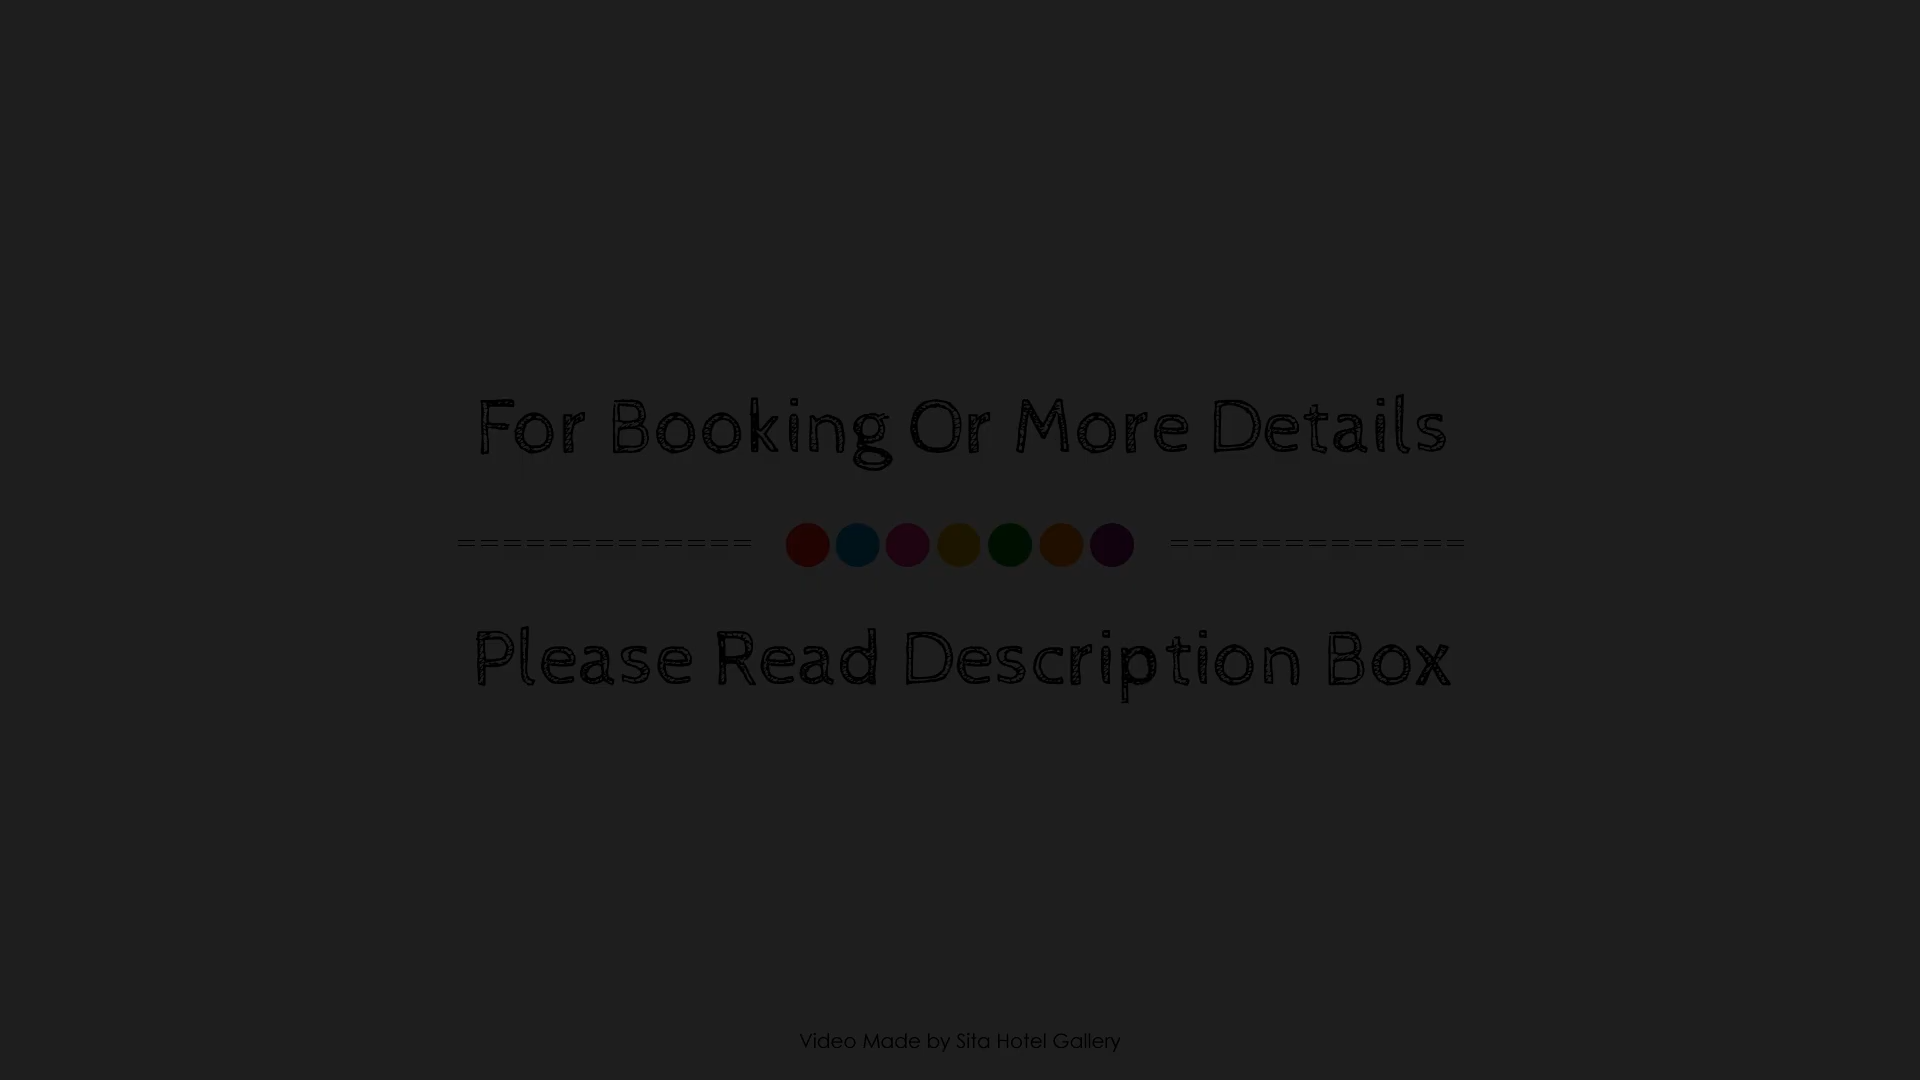 For Booking Or More Details
============= =============
Please Read Description Box
Video Made by Sita Hotel Gallery